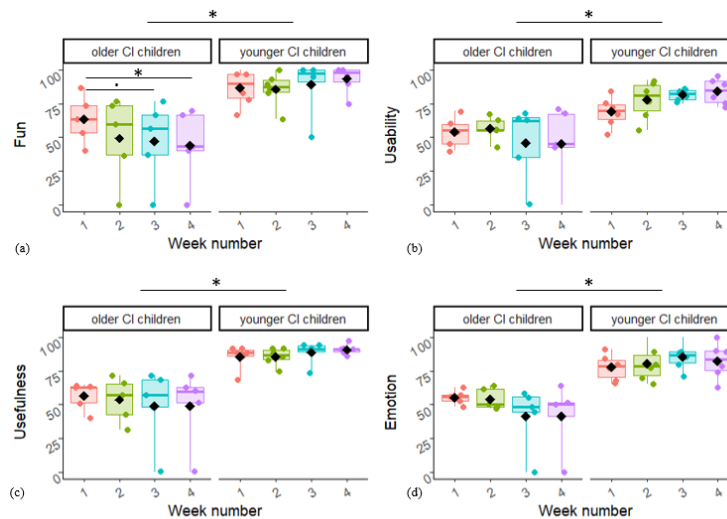 *
*
older CI children
younger CI children
older CI children
younger CI children
100
75
50
25
0
Fun
*
.
100
75
50
25
0
Usability
1
2
3
4
1
2
3
4
1
2
3
4
1
2
3
4
(a)
Week number
(b)
Week number
*
*
older CI children
younger CI children
older CI children
younger CI children
100
75
50
25
0
Usefulness
100
75
50
25
0
Emotion
1
2
3
4
1
2
3
4
1
2
3
4
1
2
3
4
(c)
Week number
(d)
Week number